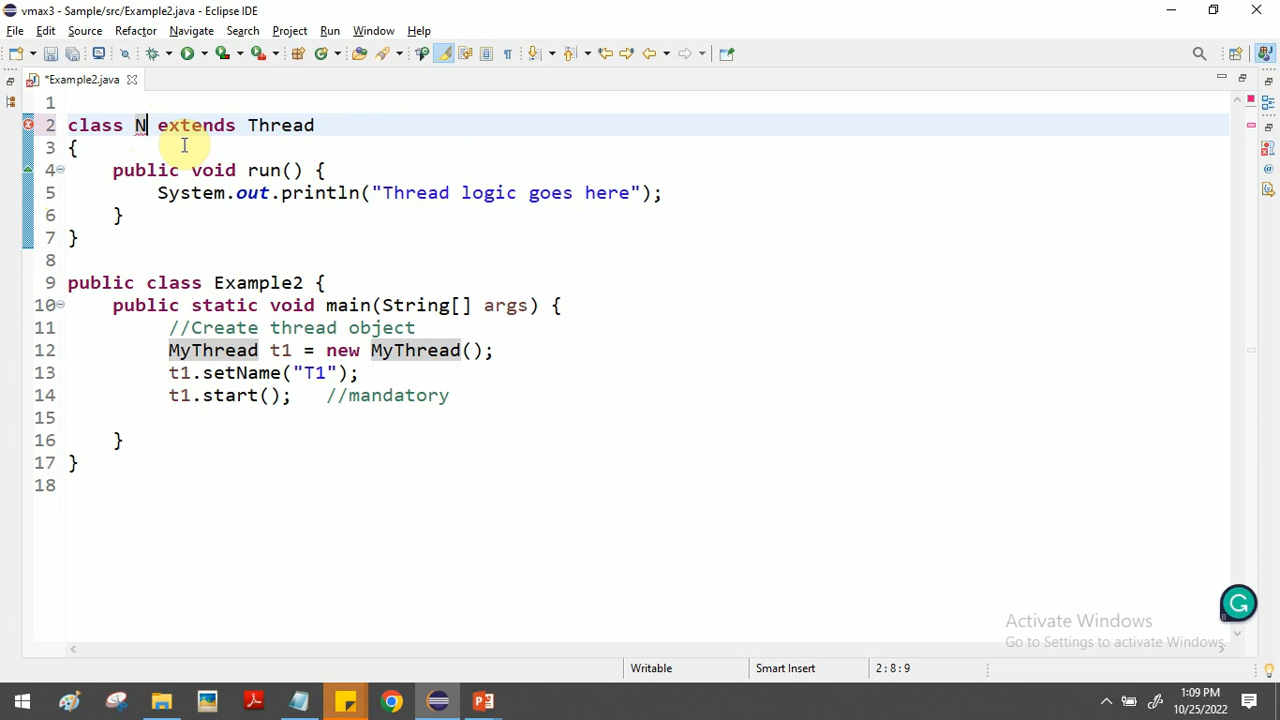 vmax3 - Sample/src/Example2.java - Eclipse IDE
File Edit Source Refactor Navigate Search Project Run Window Help
*Example2.java
1
2 class N extends Thread
3 {
4 public void run() {
5 System.out.println("Thread logic goes here");
6 }
7 }
8
9 public class Example2 {
10 public static void main(String[] args) {
11 //Create thread object
12 MyThread t1 = new MyThread();
13 t1.setName("T1");
14 t1.start(); //mandatory
15
16 }
17 }
18
Activate Windows
Go to Settings to activate Windows.
Writable Smart Insert 2:8:9
1:09 PM
10/25/2022